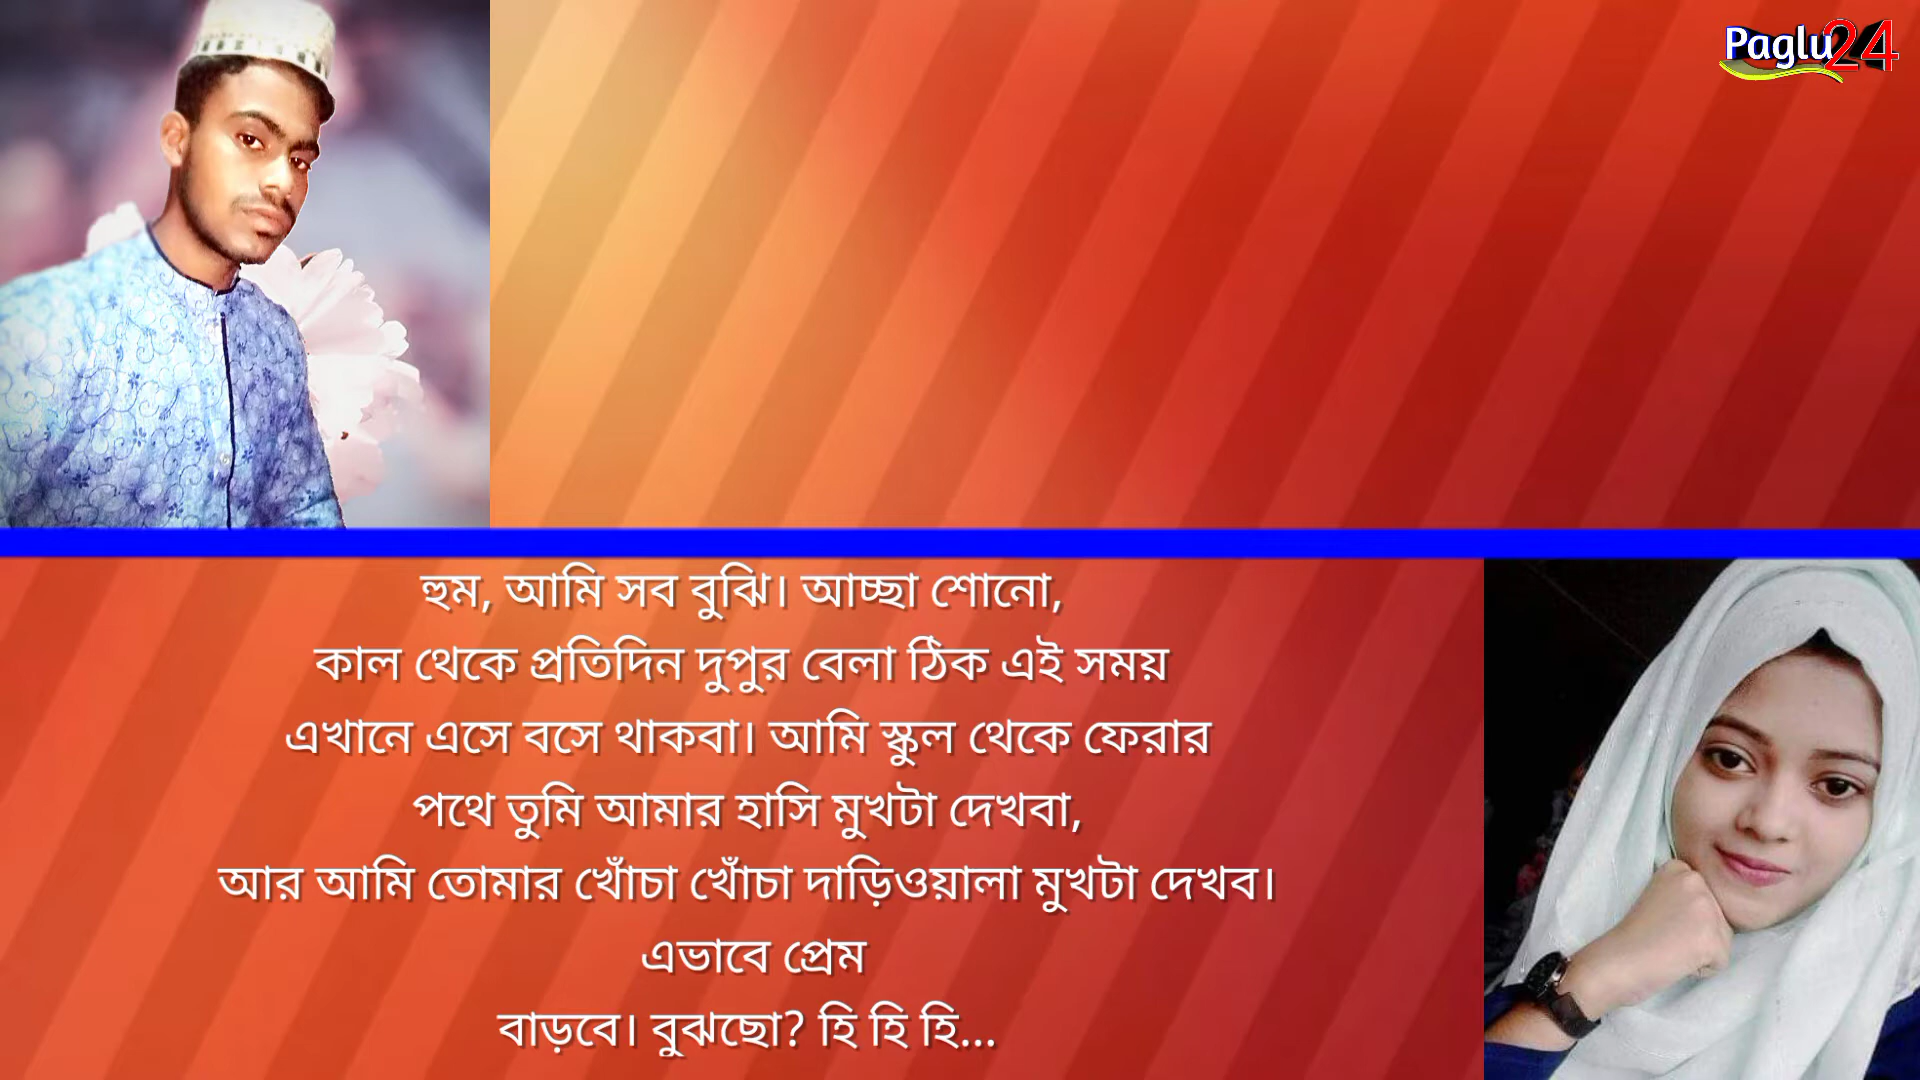 Paglu24
হুম, আমি সব বুঝি। আচ্ছা শোনো,
কাল থেকে প্রতিদিন দুপুর বেলা ঠিক এই সময়
এখানে এসে বসে থাকবা। আমি স্কুল থেকে ফেরার
পথে তুমি আমার হাসি মুখটা দেখবা,
আর আমি তোমার খোঁচা খোঁচা দাড়িওয়ালা মুখটা দেখব।
এভাবে প্রেম
বাড়বে। বুঝছো? হি হি হি...